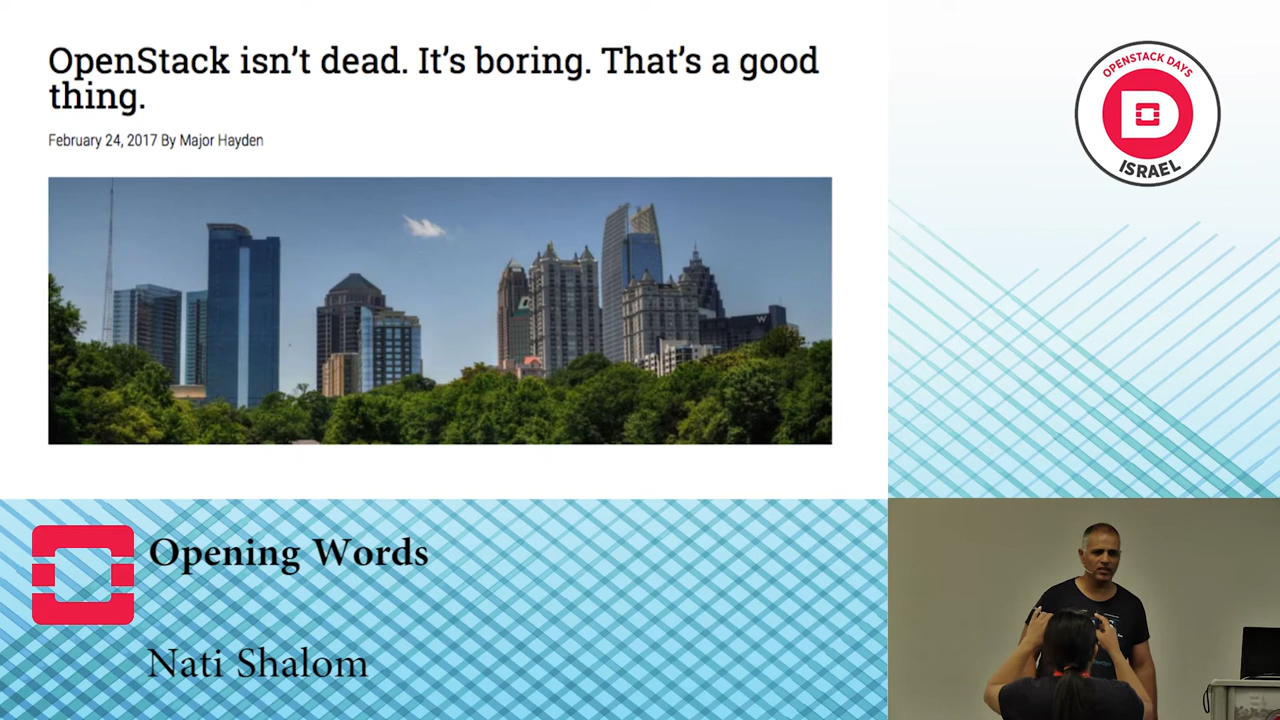 OpenStack isn’t dead. It’s boring. That’s a good
thing.
February 24, 2017 By Major Hayden
W
OPENSTACK DAYS
D
ISRAEL
Opening Words
Nati Shalom